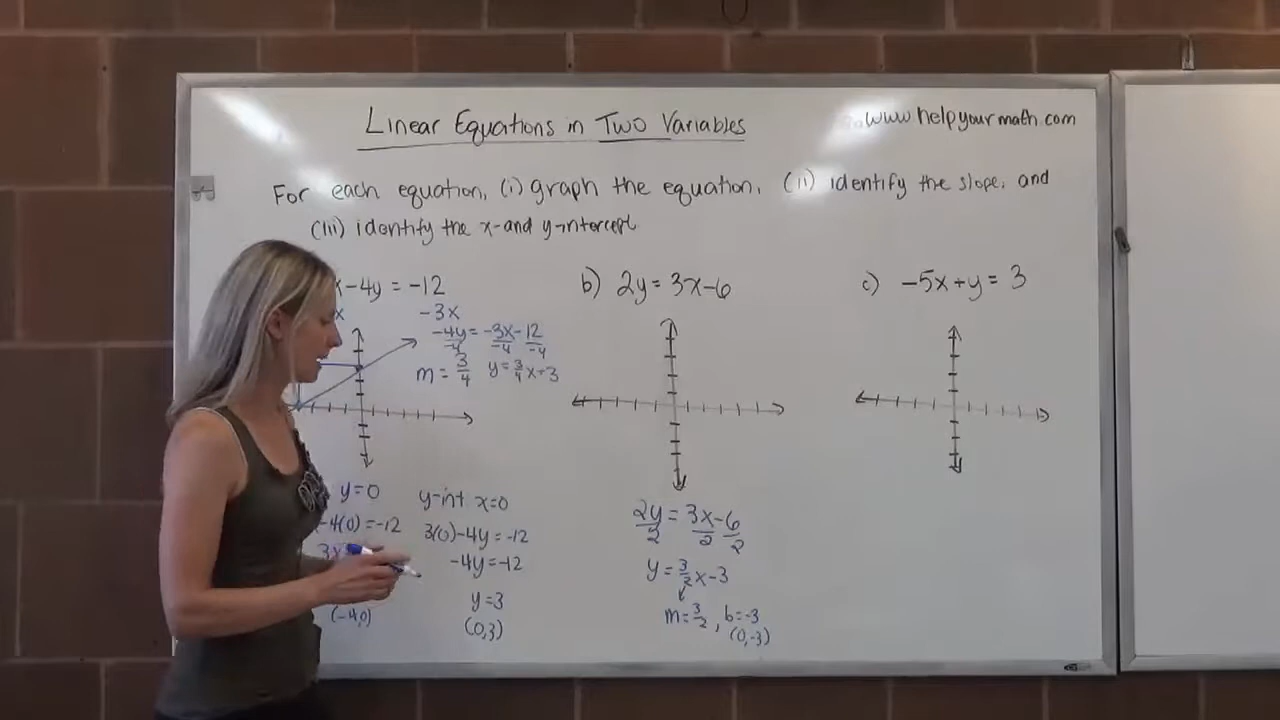 Linear Equations in Two Variables
www.helpyourmath.com
For each equation, (i) graph the equation, (ii) identify the slope, and
(iii) identify the x- and y-intercept.
x-4y = -12
x -3x
-4y = -3x - 12
-4 -4 -4
m = 3/4 y = 3/4x+3
y=0
-4(0) = -12
3x
(-4,0)
y-int x=0
3(0)-4y = -12
-4y = -12
y = 3
(0,3)
b) 2y = 3x-6
2y/2 = 3x/2 - 6/2
y = 3/2x-3
m = 3/2, b=-3
(0,-3)
c) -5x+y = 3